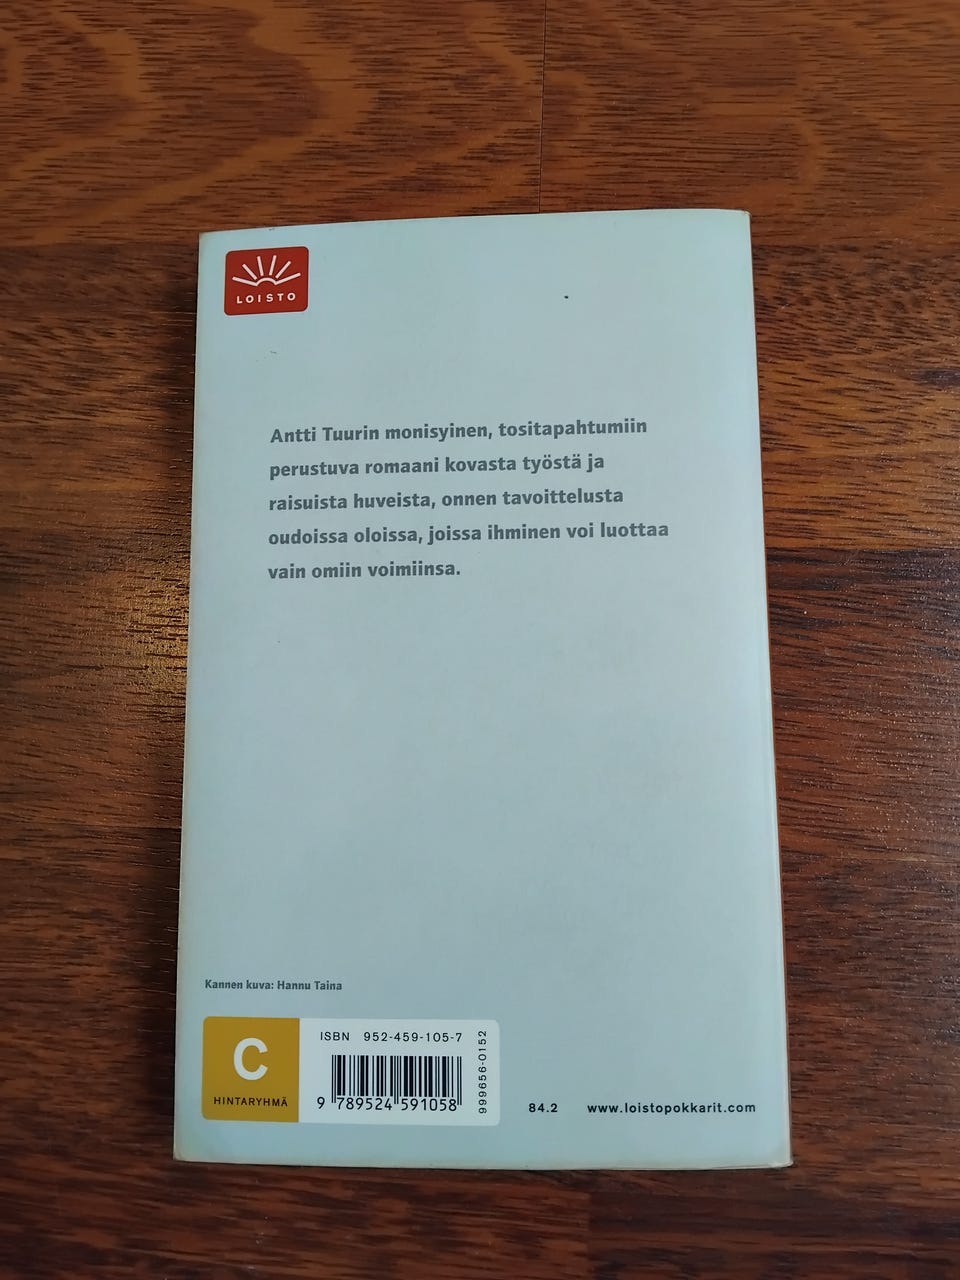 LOISTO
Antti Tuurin monisyinen, tositapahtumiin
perustuva romaani kovasta työstä ja
raisuista huveista, onnen tavoittelusta
oudoissa oloissa, joissa ihminen voi luottaa
vain omiin voimiinsa.
Kannen kuva: Hannu Taina
C
HINTARYHMÄ
ISBN 952-459-105-7
9 789524 591058
999656-0152
84.2
www.loistopokkarit.com